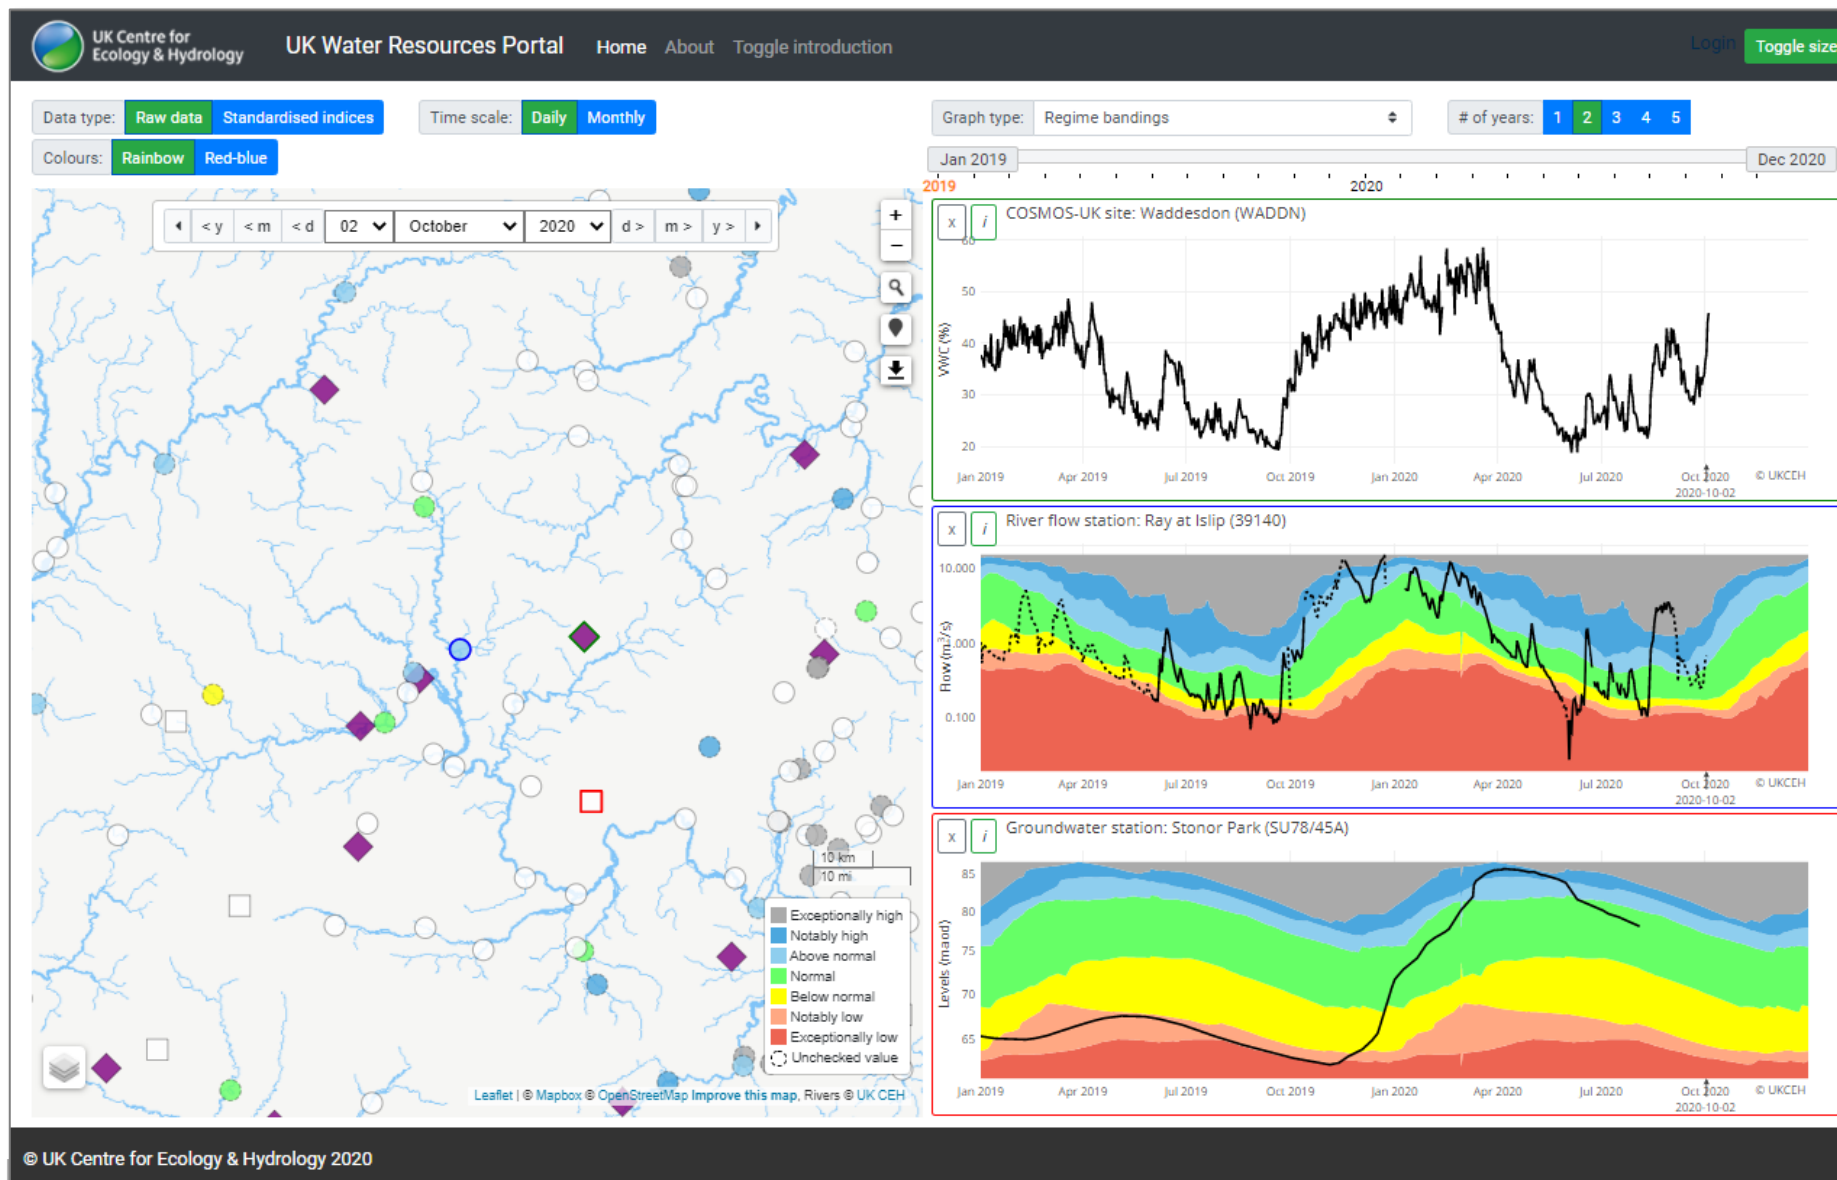 UK Centre for
Ecology & Hydrology
UK Water Resources Portal Home About Toggle introduction Login Toggle size
Data type: Raw data Standardised indices Time scale: Daily Monthly
Colours: Rainbow Red-blue
Graph type: Regime bandings # of years: 1 2 3 4 5
Jan 2019 Dec 2020
2019 2020
< y < m < d 02 October 2020 d > m > y >
+
−
10 km
10 mi
Exceptionally high
Notably high
Above normal
Normal
Below normal
Notably low
Exceptionally low
Unchecked value
Leaflet | © Mapbox © OpenStreetMap Improve this map, Rivers © UK CEH
x i COSMOS-UK site: Waddesdon (WADDN)
VWC (%)
60
50
40
30
20
Jan 2019 Apr 2019 Jul 2019 Oct 2019 Jan 2020 Apr 2020 Jul 2020 Oct 2020 © UKCEH
2020-10-02
x i River flow station: Ray at Islip (39140)
Flow (m³/s)
10.000
.000
0.100
Jan 2019 Apr 2019 Jul 2019 Oct 2019 Jan 2020 Apr 2020 Jul 2020 Oct 2020 © UKCEH
2020-10-02
x i Groundwater station: Stonor Park (SU78/45A)
Levels (maod)
85
80
75
70
65
Jan 2019 Apr 2019 Jul 2019 Oct 2019 Jan 2020 Apr 2020 Jul 2020 Oct 2020 © UKCEH
2020-10-02
© UK Centre for Ecology & Hydrology 2020